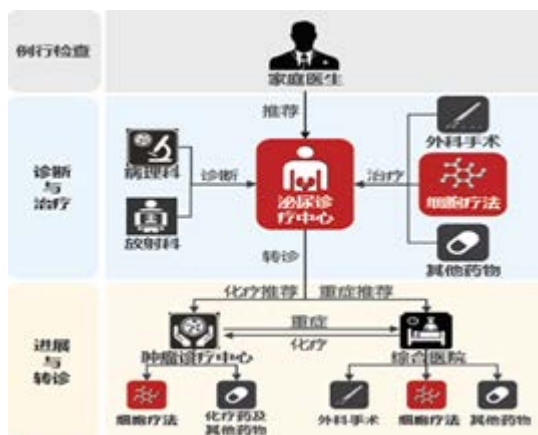 例行检查
家庭医生
推荐
病理科
外科手术
诊断
与
治疗
诊断
泌尿诊
疗中心
治疗
细胞疗法
放射科
其他药物
转诊
化疗推荐
重症推荐
重症
化疗
肿瘤诊疗中心
综合医院
进展
与
转诊
细胞疗法
化疗药及
其他药物
外科手术
细胞疗法
其他药物